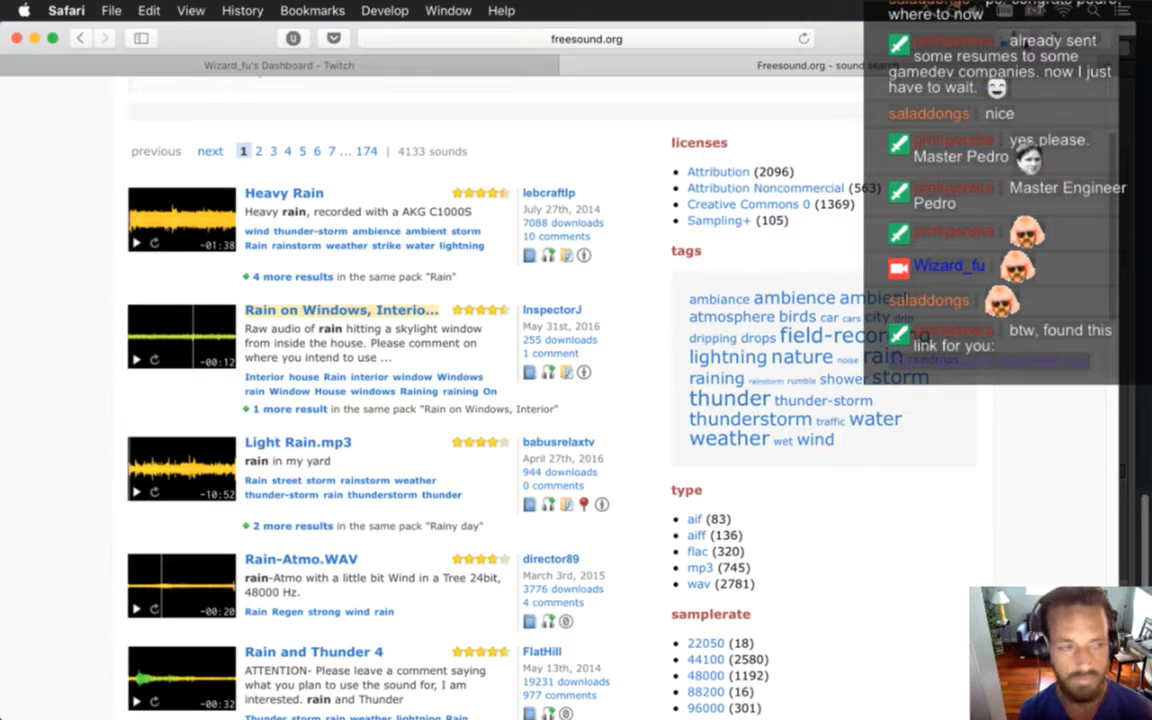 Safari File Edit View History Bookmarks Develop Window Help
freesound.org
Wizard_fu's Dashboard - Twitch
Freesound.org - sound search
previous next 1 2 3 4 5 6 7 ... 174 | 4133 sounds
Heavy Rain
Heavy rain, recorded with a AKG C1000S
wind thunder-storm ambience ambient storm
Rain rainstorm weather strike water lightning
-01:38
lebcraftlp
July 27th, 2014
7088 downloads
10 comments
4 more results in the same pack "Rain"
Rain on Windows, Interio...
Raw audio of rain hitting a skylight window
from inside the house. Please comment on
where you intend to use ...
Interior house Rain interior window Windows
rain Window House windows Raining raining On
-00:12
InspectorJ
May 31st, 2016
255 downloads
1 comment
1 more result in the same pack "Rain on Windows, Interior"
Light Rain.mp3
rain in my yard
Rain street storm rainstorm weather
thunder-storm rain thunderstorm thunder
-10:52
babusrelaxtv
April 27th, 2016
944 downloads
0 comments
2 more results in the same pack "Rainy day"
Rain-Atmo.WAV
rain-Atmo with a little bit Wind in a Tree 24bit,
48000 Hz.
Rain Regen strong wind rain
-00:20
director89
March 3rd, 2015
3776 downloads
4 comments
Rain and Thunder 4
ATTENTION- Please leave a comment saying
what you plan to use the sound for, I am
interested. rain and Thunder
Thunder storm rain weather lightning Rain
-00:32
FlatHill
May 13th, 2014
19231 downloads
977 comments
licenses
Attribution (2096)
Attribution Noncommercial (563)
Creative Commons 0 (1369)
Sampling+ (105)
tags
ambiance ambience ambient
atmosphere birds car cars city drip
dripping drops field-recording
lightning nature noise rain
raining rainstorm rumble shower storm
thunder thunder-storm
thunderstorm traffic water
weather wet wind
type
aif (83)
aiff (136)
flac (320)
mp3 (745)
wav (2781)
samplerate
22050 (18)
44100 (2580)
48000 (1192)
88200 (16)
96000 (301)
where to now
already sent
some resumes to some
gamedev companies. now I just
have to wait.
saladdongs : nice
yes please.
Master Pedro
Master Engineer
Pedro
Wizard_fu :
saladdongs :
btw, found this
link for you: